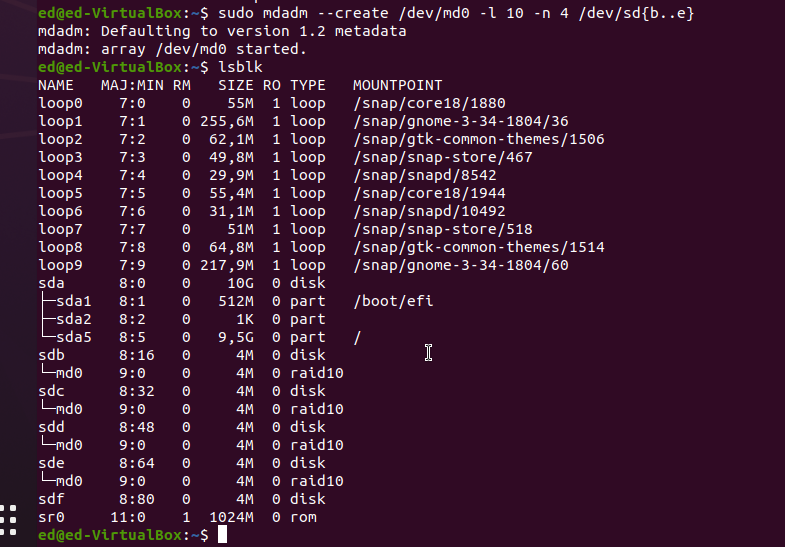 ed@ed-VirtualBox:~$ sudo mdadm --create /dev/md0 -l 10 -n 4 /dev/sd{b..e}
mdadm: Defaulting to version 1.2 metadata
mdadm: array /dev/md0 started.
ed@ed-VirtualBox:~$ lsblk
NAME   MAJ:MIN RM   SIZE RO TYPE   MOUNTPOINT
loop0    7:0    0    55M  1 loop   /snap/core18/1880
loop1    7:1    0 255,6M  1 loop   /snap/gnome-3-34-1804/36
loop2    7:2    0  62,1M  1 loop   /snap/gtk-common-themes/1506
loop3    7:3    0  49,8M  1 loop   /snap/snap-store/467
loop4    7:4    0  29,9M  1 loop   /snap/snapd/8542
loop5    7:5    0  55,4M  1 loop   /snap/core18/1944
loop6    7:6    0  31,1M  1 loop   /snap/snapd/10492
loop7    7:7    0    51M  1 loop   /snap/snap-store/518
loop8    7:8    0  64,8M  1 loop   /snap/gtk-common-themes/1514
loop9    7:9    0 217,9M  1 loop   /snap/gnome-3-34-1804/60
sda      8:0    0    10G  0 disk
├─sda1   8:1    0   512M  0 part   /boot/efi
├─sda2   8:2    0     1K  0 part
└─sda5   8:5    0   9,5G  0 part   /
sdb      8:16   0     4M  0 disk
└─md0    9:0    0     4M  0 raid10
sdc      8:32   0     4M  0 disk
└─md0    9:0    0     4M  0 raid10
sdd      8:48   0     4M  0 disk
└─md0    9:0    0     4M  0 raid10
sde      8:64   0     4M  0 disk
└─md0    9:0    0     4M  0 raid10
sdf      8:80   0     4M  0 disk
sr0     11:0    1  1024M  0 rom
ed@ed-VirtualBox:~$